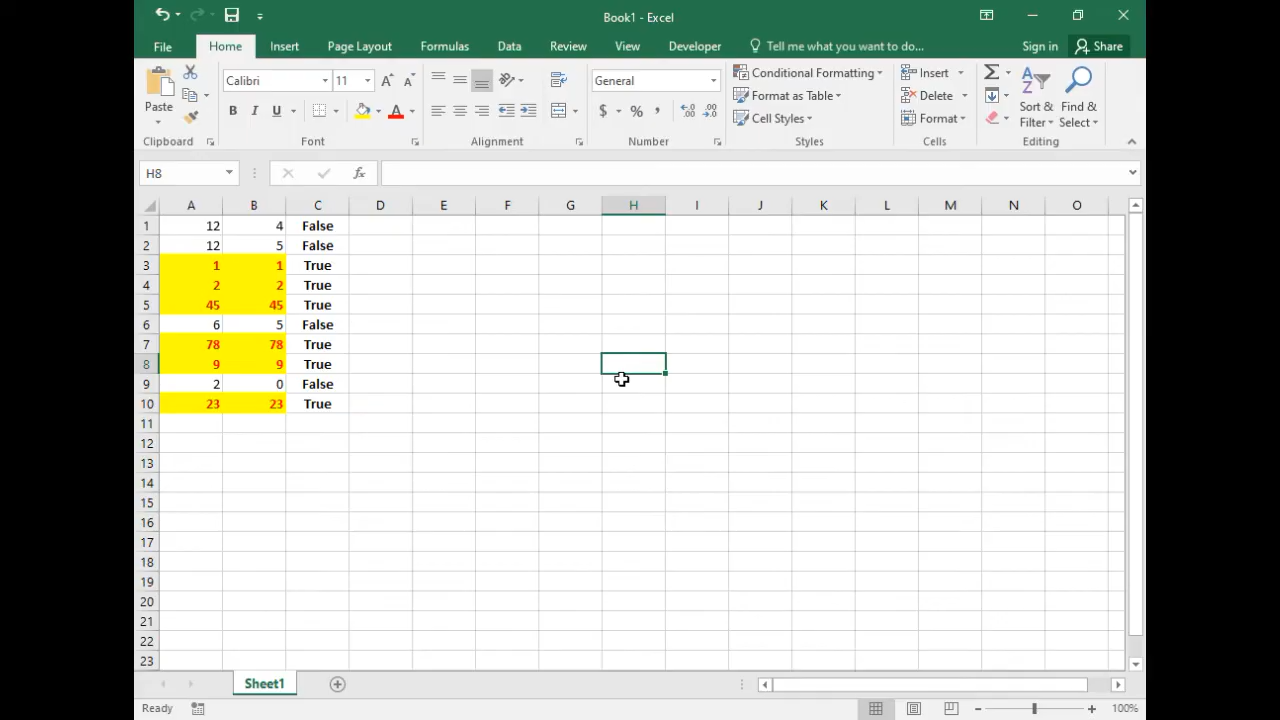 Book1 - Excel
File Home Insert Page Layout Formulas Data Review View Developer Tell me what you want to do... Sign in Share
Paste
Calibri 11
B I U A
General
$ % ,
Conditional Formatting
Format as Table
Cell Styles
Insert
Delete
Format
Sort & Filter
Find & Select
Clipboard Font Alignment Number Styles Cells Editing
H8 fx
A B C D E F G H I J K L M N O
1 12 4 False
2 12 5 False
3 1 1 True
4 2 2 True
5 45 45 True
6 6 5 False
7 78 78 True
8 9 9 True
9 2 0 False
10 23 23 True
11
12
13
14
15
16
17
18
19
20
21
22
23
Sheet1
Ready 100%